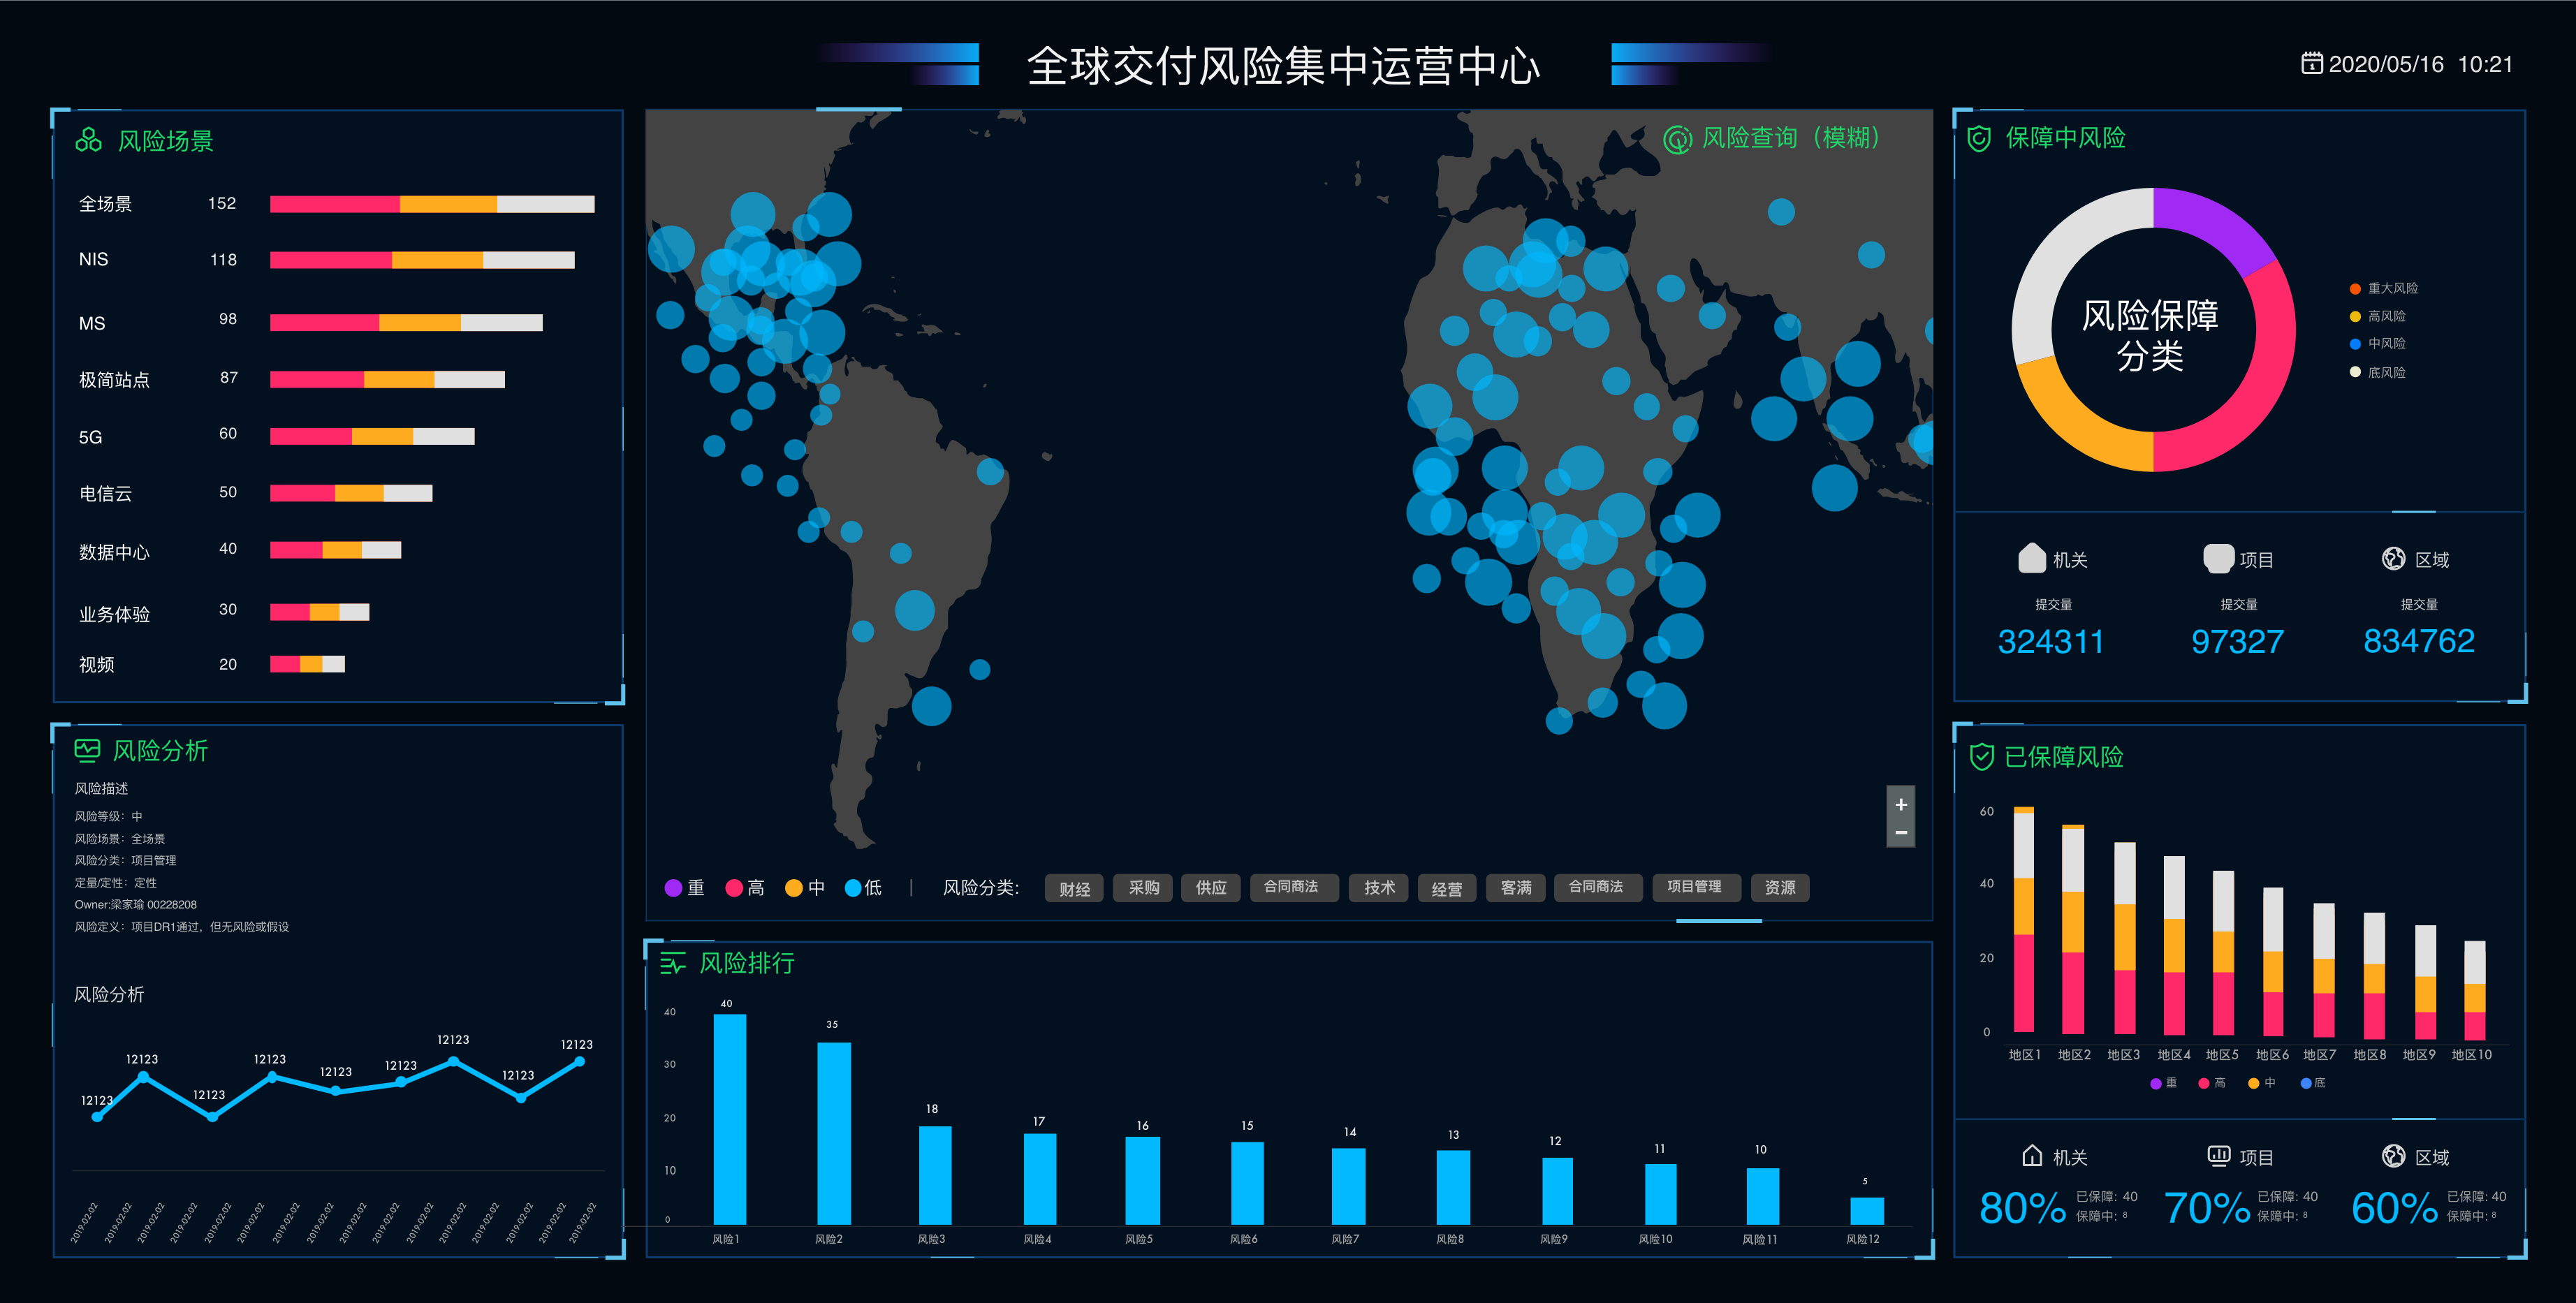 全球交付风险集中运营中心
2020/05/16 10:21
风险场景
全场景 152
NIS 118
MS 98
极简站点 87
5G 60
电信云 50
数据中心 40
业务体验 30
视频 20
风险分析
风险描述
风险等级：中
风险场景：全场景
风险分类：项目管理
定量/定性：定性
Owner:梁家瑜 00228208
风险定义：项目DR1通过，但无风险或假设
风险分析
12123 12123 12123 12123 12123 12123 12123 12123 12123
2019-02-02 2019-02-02 2019-02-02 2019-02-02 2019-02-02 2019-02-02 2019-02-02 2019-02-02 2019-02-02 2019-02-02 2019-02-02 2019-02-02 2019-02-02 2019-02-02 2019-02-02 2019-02-02
风险查询（模糊）
+
−
重 高 中 低 | 风险分类: 财经 采购 供应 合同商法 技术 经营 客满 合同商法 项目管理 资源
风险排行
40
30
20
10
0
40 35 18 17 16 15 14 13 12 11 10 5
风险1 风险2 风险3 风险4 风险5 风险6 风险7 风险8 风险9 风险10 风险11 风险12
保障中风险
风险保障
分类
重大风险
高风险
中风险
底风险
机关 项目 区域
提交量 提交量 提交量
324311 97327 834762
已保障风险
60
40
20
0
地区1 地区2 地区3 地区4 地区5 地区6 地区7 地区8 地区9 地区10
重 高 中 底
机关 项目 区域
80% 已保障: 40 70% 已保障: 40 60% 已保障: 40
保障中: 8 保障中: 8 保障中: 8